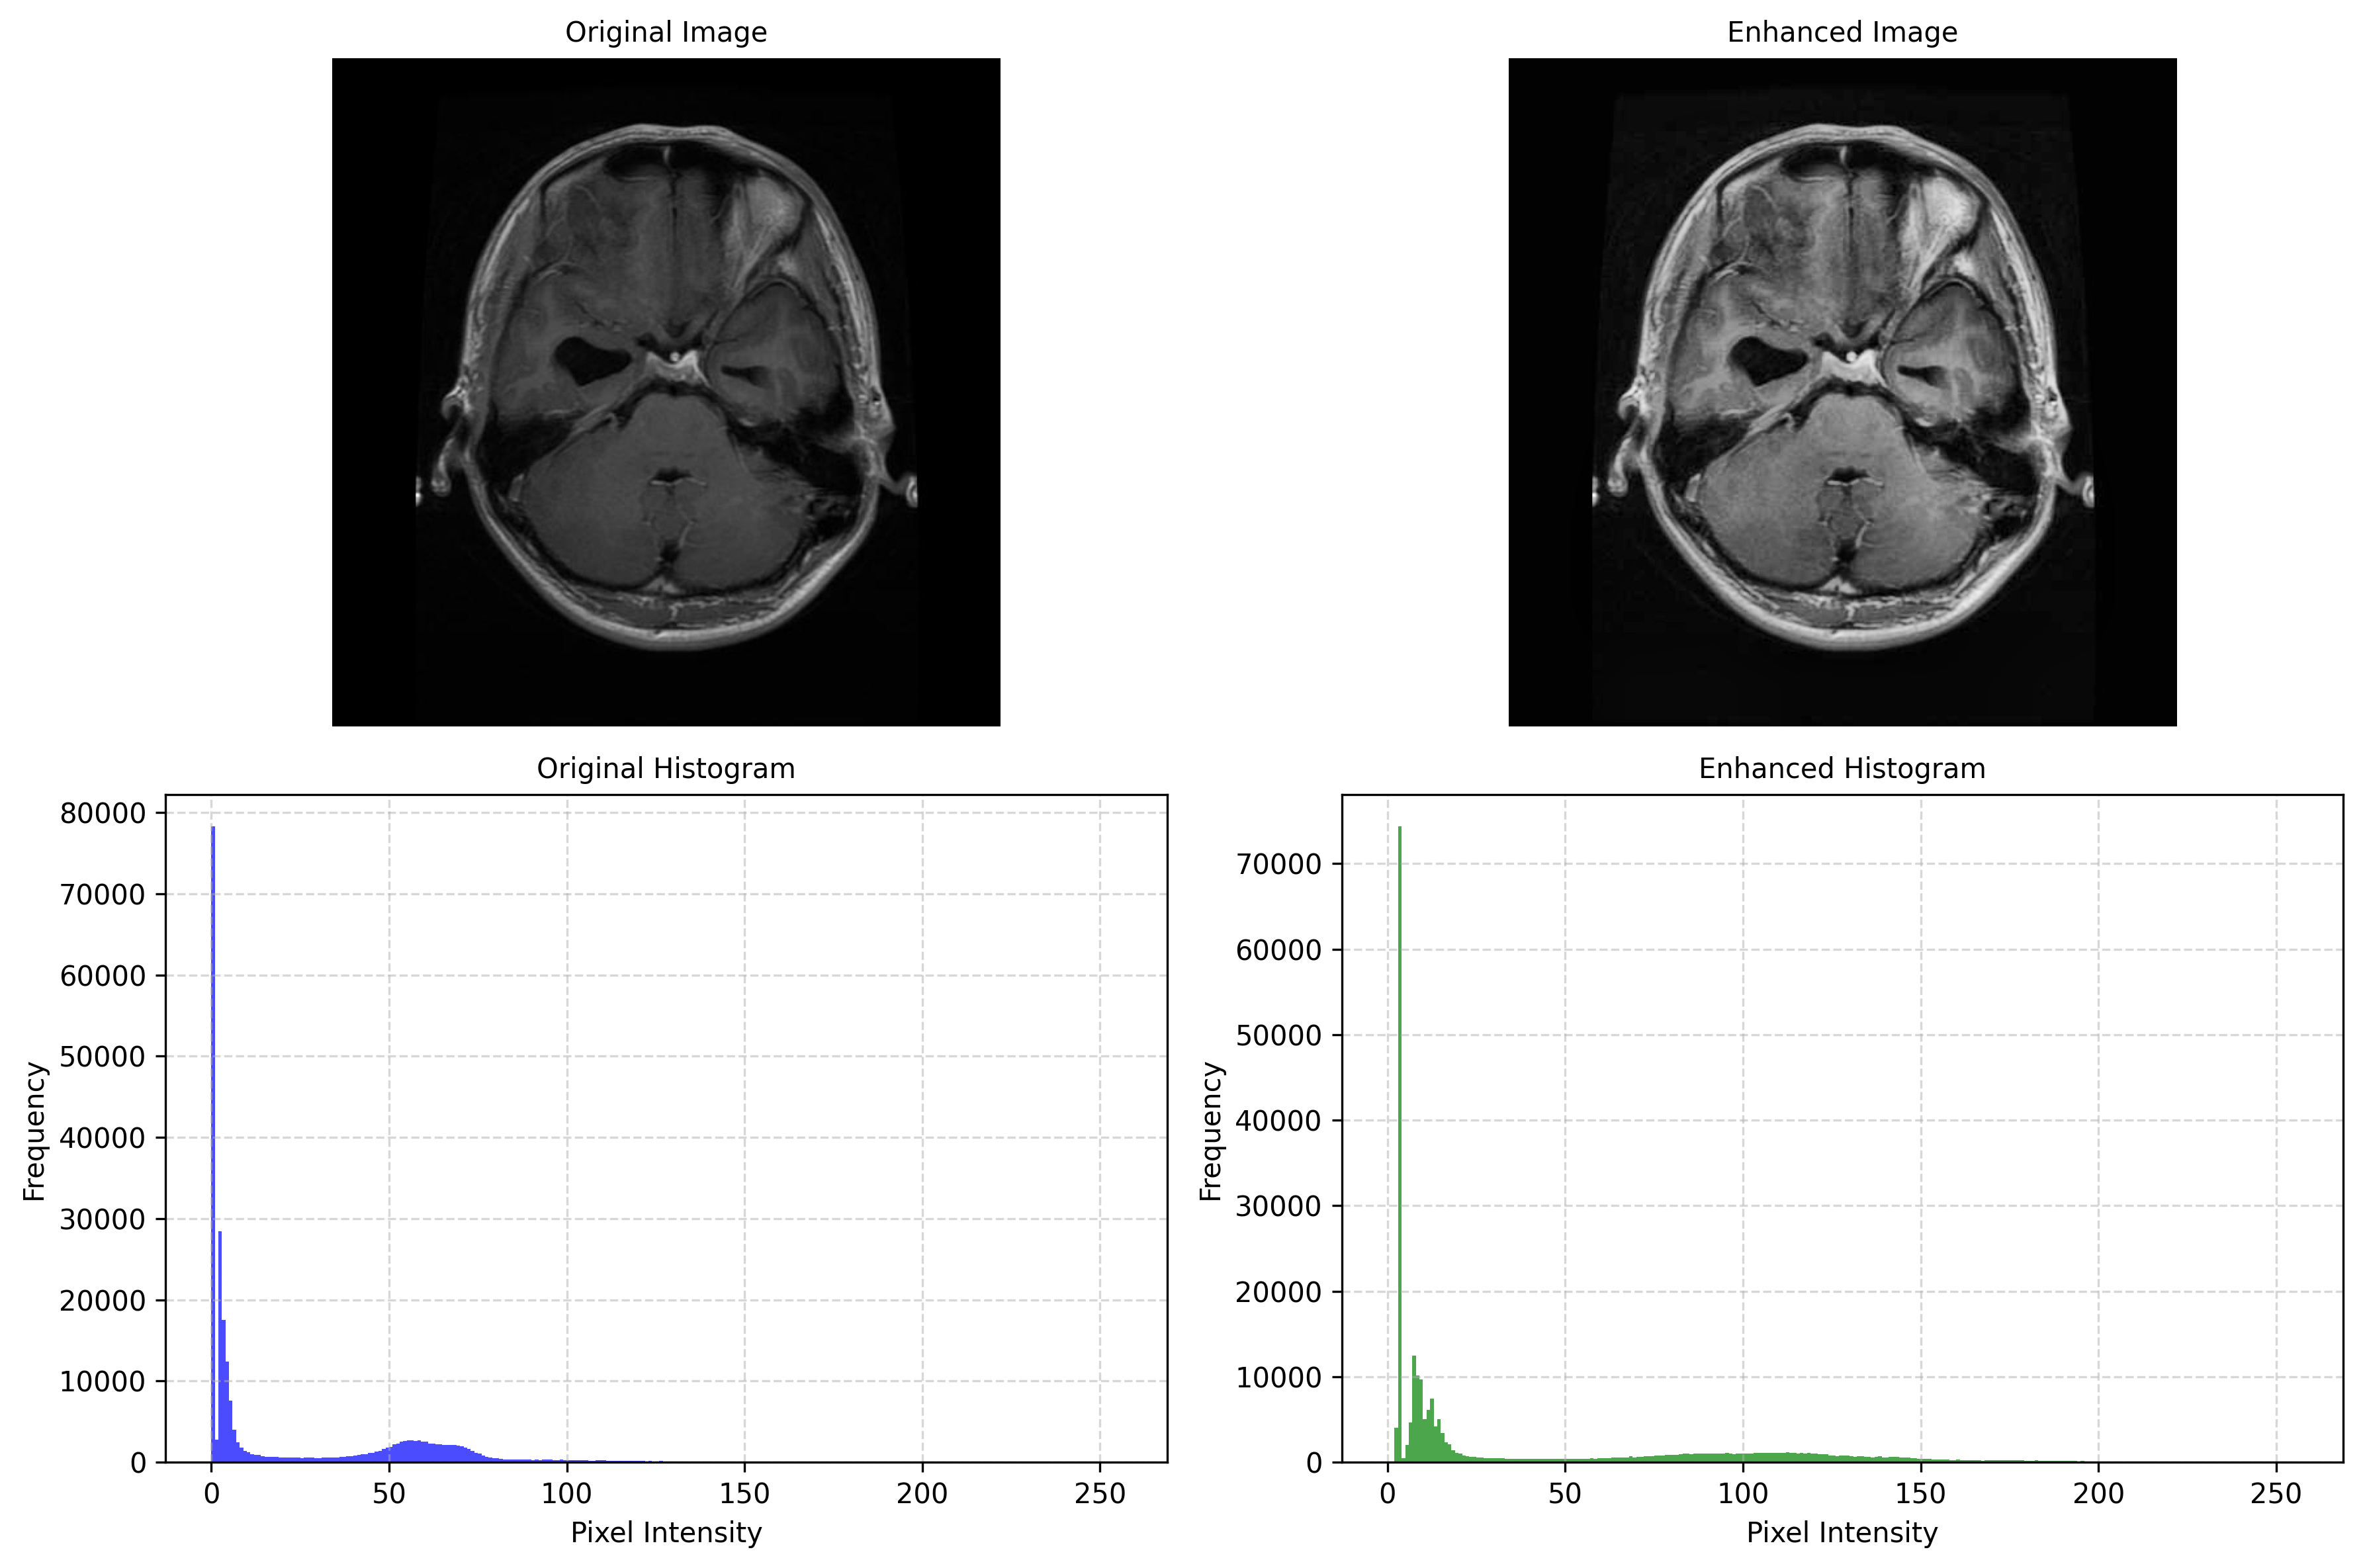 Original Image
Enhanced Image
Original Histogram
Enhanced Histogram
80000
70000
60000
50000
40000
30000
20000
10000
0
Frequency
0 50 100 150 200 250
Pixel Intensity
70000
60000
50000
40000
30000
20000
10000
0
Frequency
0 50 100 150 200 250
Pixel Intensity